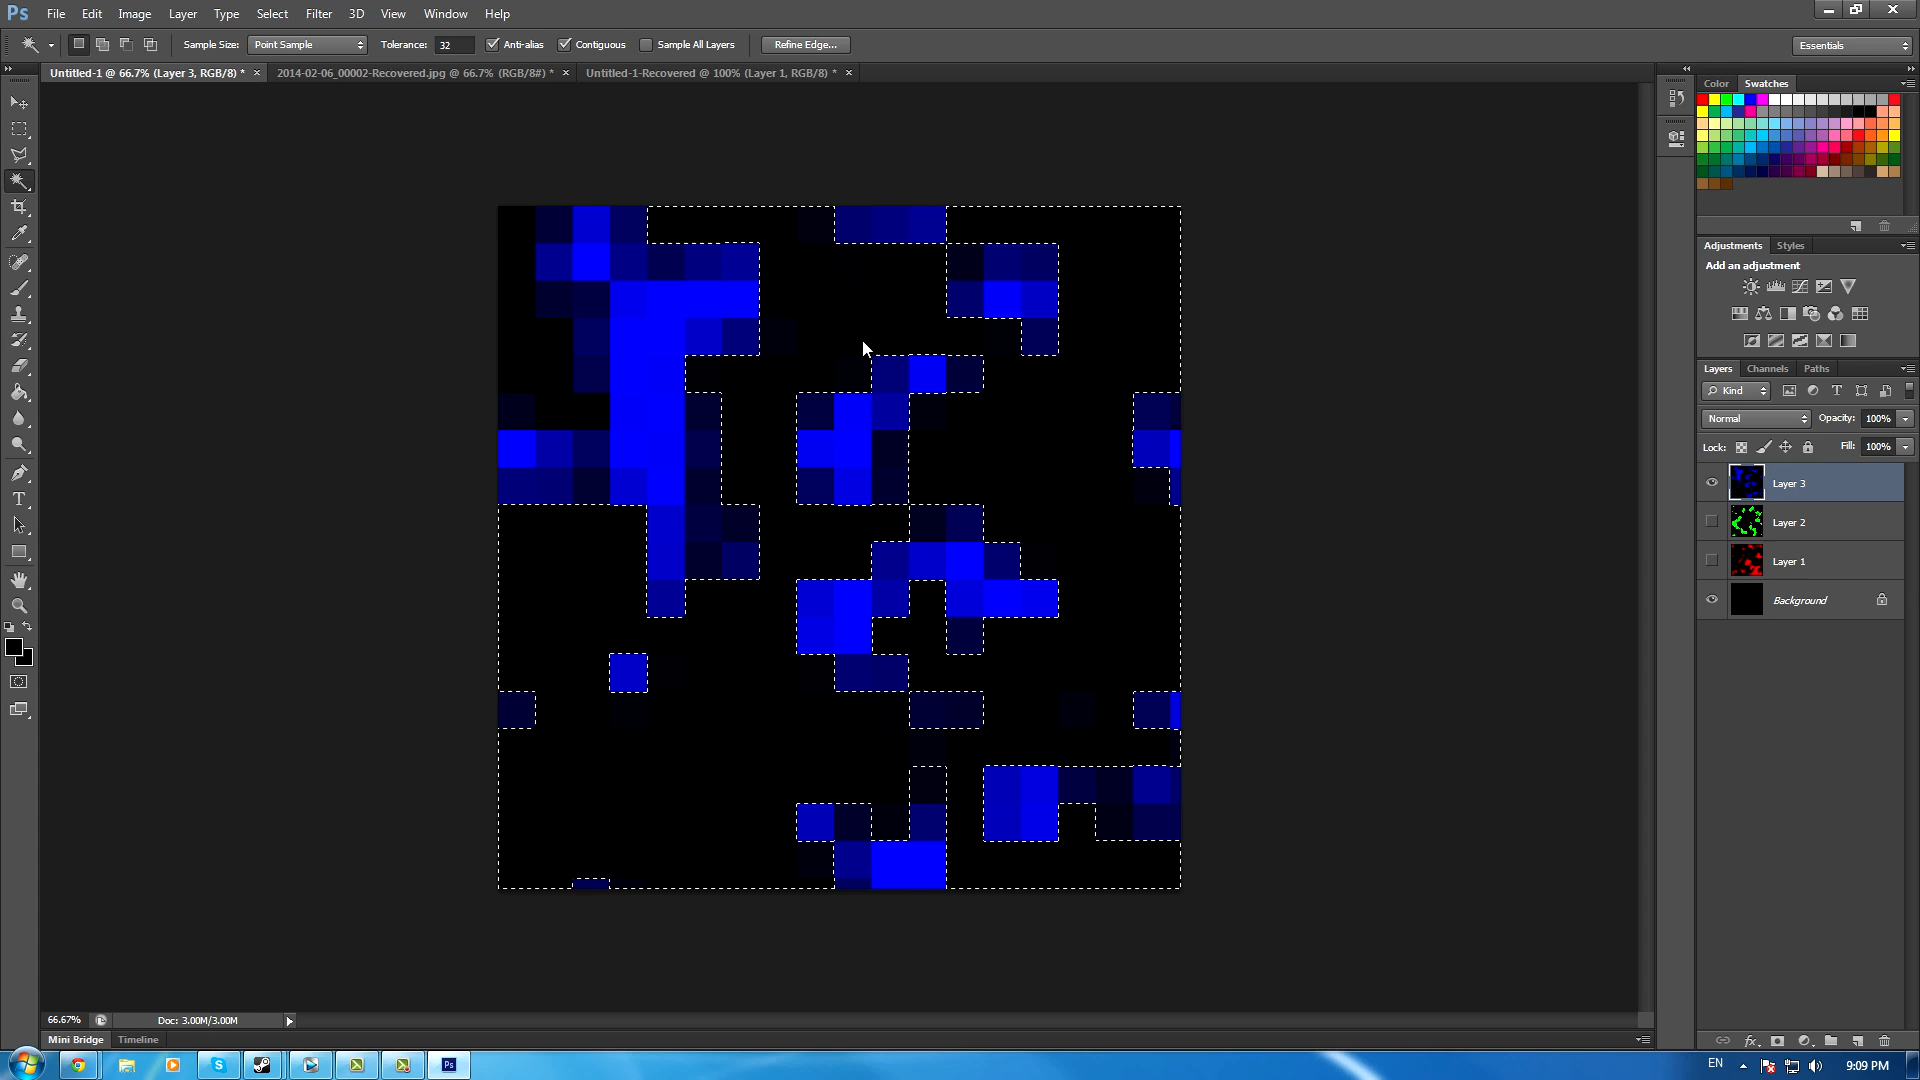 Ps File Edit Image Layer Type Select Filter 3D View Window Help
Sample Size: Point Sample Tolerance: 32 Anti-alias Contiguous Sample All Layers Refine Edge... Essentials
Untitled-1 @ 66.7% (Layer 3, RGB/8) * × 2014-02-06_00002-Recovered.jpg @ 66.7% (RGB/8#) * × Untitled-1-Recovered @ 100% (Layer 1, RGB/8) * ×
Color Swatches
Adjustments Styles
Add an adjustment
Layers Channels Paths
Kind
Normal Opacity: 100%
Lock: Fill: 100%
Layer 3
Layer 2
Layer 1
Background
66.67% Doc: 3.00M/3.00M
Mini Bridge Timeline
EN 9:09 PM